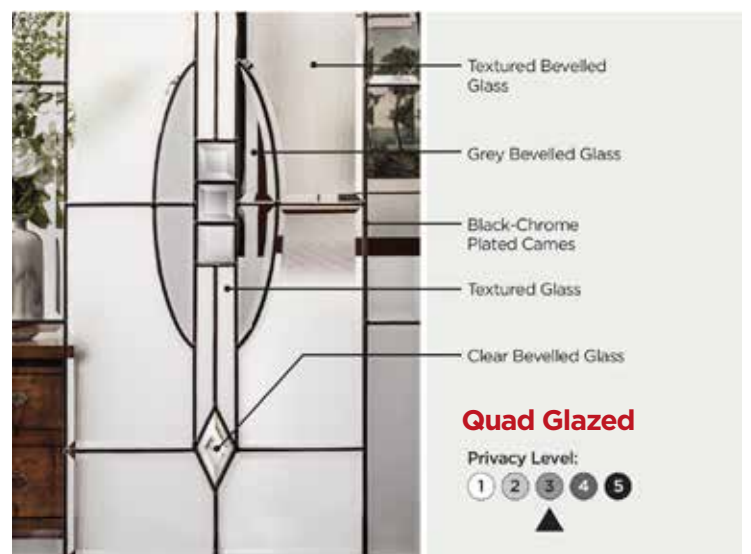 Textured Bevelled
Glass
Grey Bevelled Glass
Black-Chrome
Plated Cames
Textured Glass
Clear Bevelled Glass
Quad Glazed
Privacy Level:
1 2 3 4 5